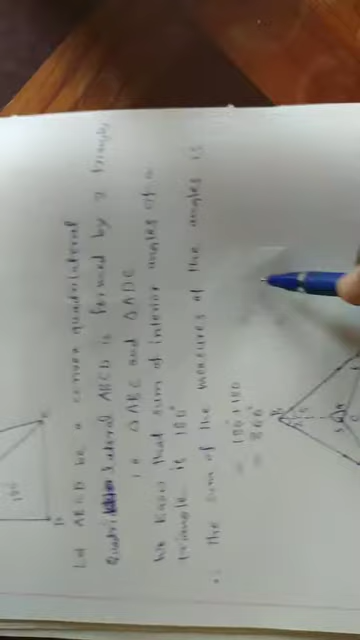 Let ABCD be a convex quadrilateral
Quadrilateral ABCD is formed by 2 triangles
i.e ΔABC and ΔADC
We know that sum of interior angles of a
triangle is 180°
∴ the sum of the measures of the angles is
= 180+180
= 360°
180°